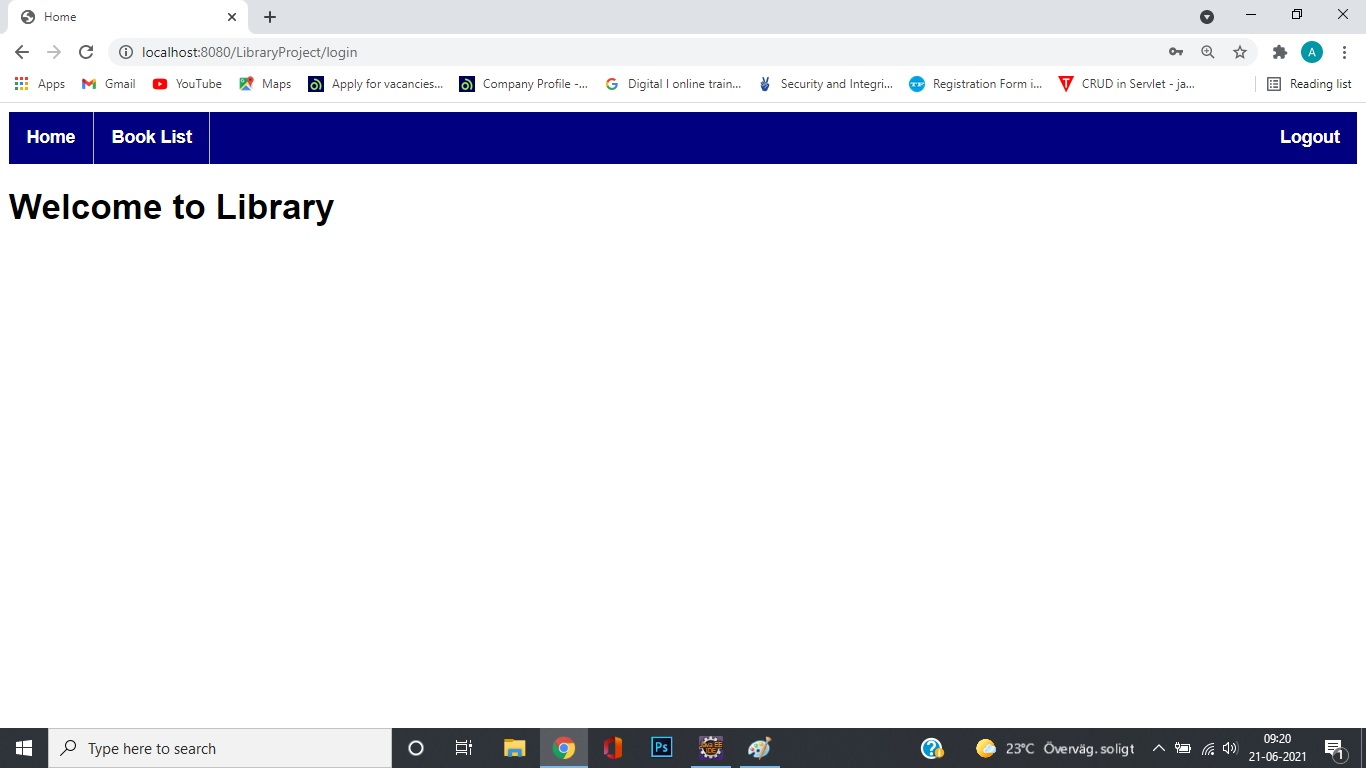 Home
localhost:8080/LibraryProject/login
A
Apps Gmail YouTube Maps Apply for vacancies... Company Profile -... Digital I online train... Security and Integri... Registration Form i... CRUD in Servlet - ja... Reading list
Home Book List Logout
Welcome to Library
Type here to search
Ps
23°C Överväg. soligt
09:20
21-06-2021
1